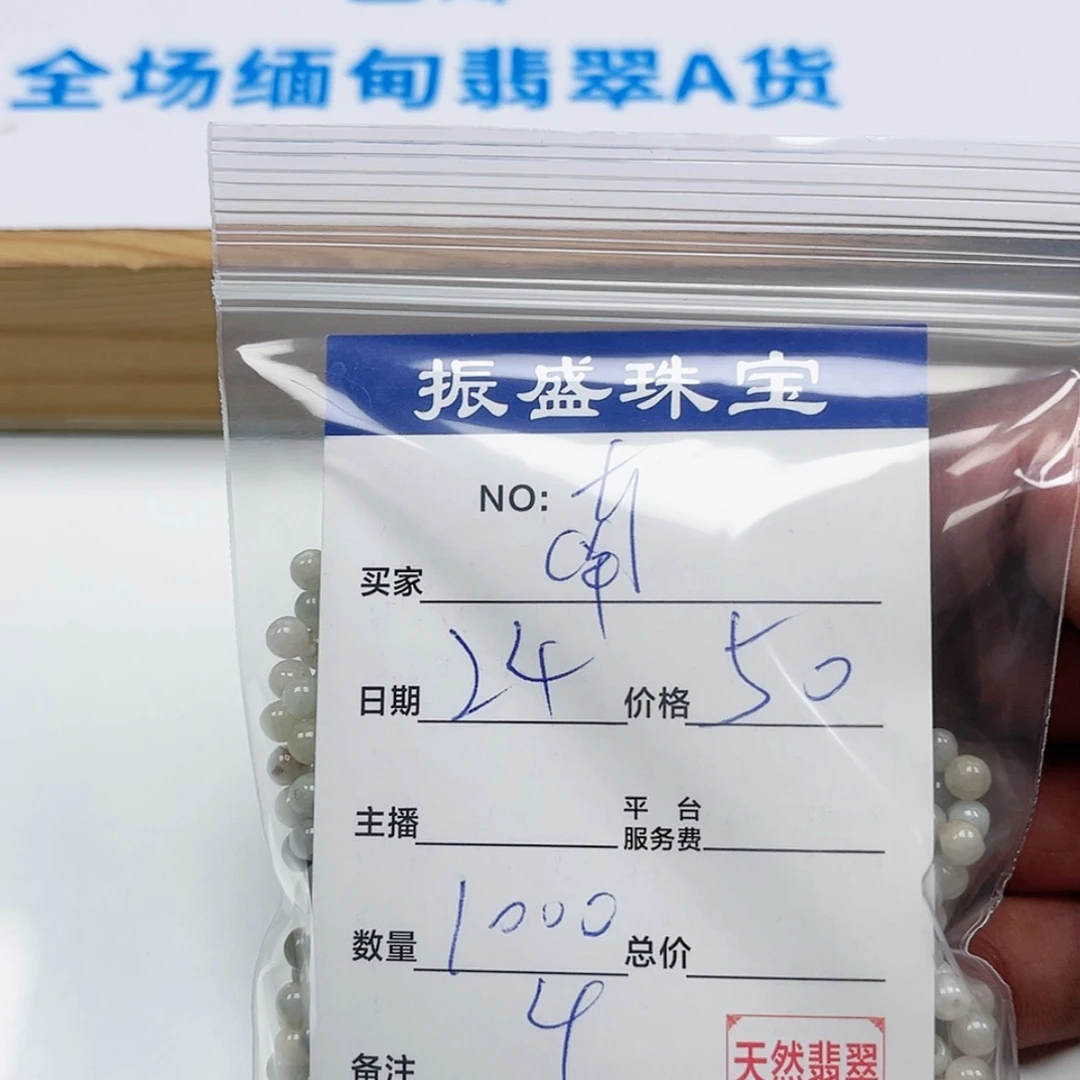 全场缅甸翡翠A货
振盛珠宝
NO:
买家
日期 24 价格 50
主播 平台服务费
数量 1000 总价
备注 4
天然翡翠